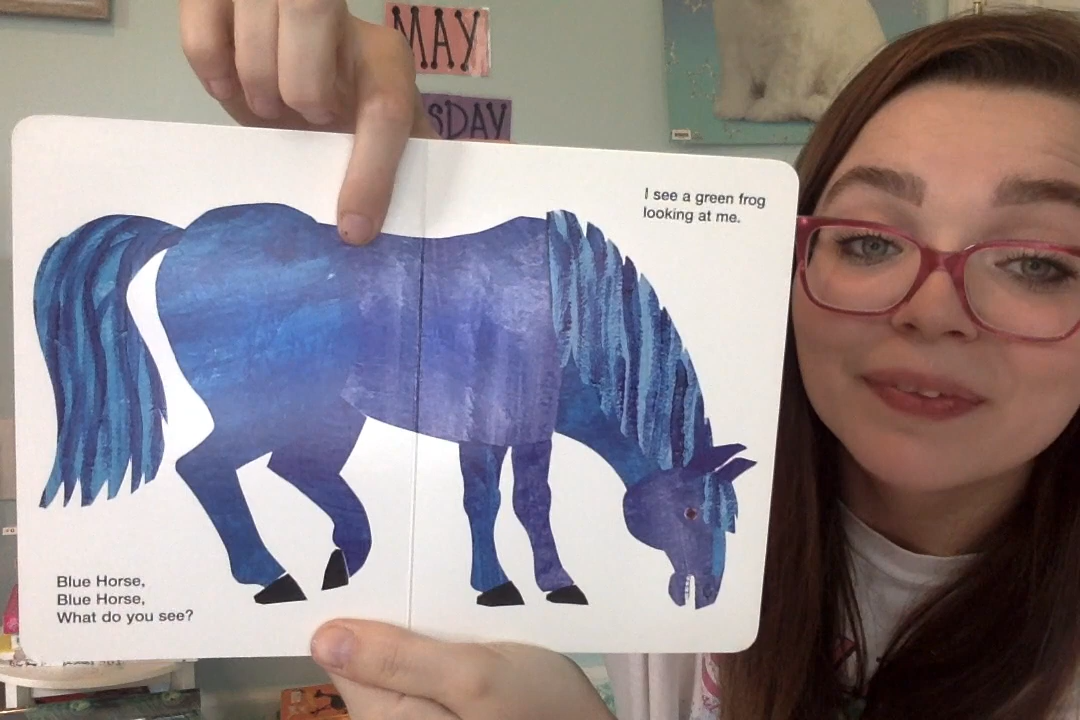 MAY
SDAY
I see a green frog
looking at me.
Blue Horse,
Blue Horse,
What do you see?